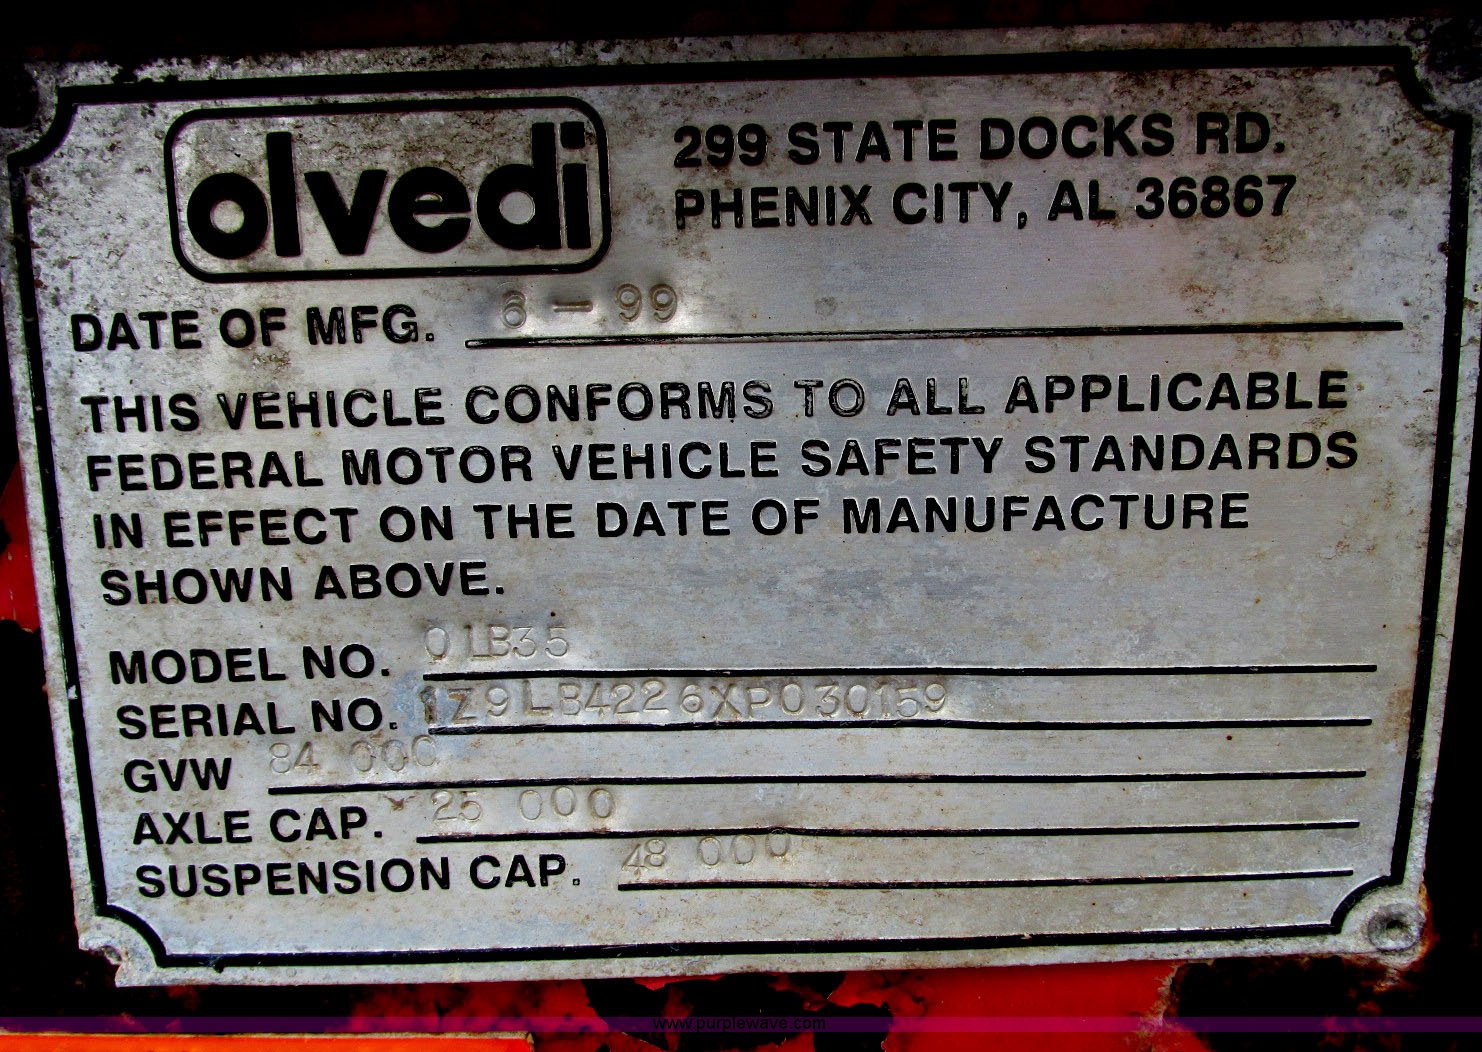 olvedi
299 STATE DOCKS RD.
PHENIX CITY, AL 36867
DATE OF MFG. 6 - 99
THIS VEHICLE CONFORMS TO ALL APPLICABLE
FEDERAL MOTOR VEHICLE SAFETY STANDARDS
IN EFFECT ON THE DATE OF MANUFACTURE
SHOWN ABOVE.
MODEL NO. OLB35
SERIAL NO. 1Z9LB4226XP030159
GVW 84 000
AXLE CAP. 25 000
SUSPENSION CAP. 48 000
www.purplewave.com